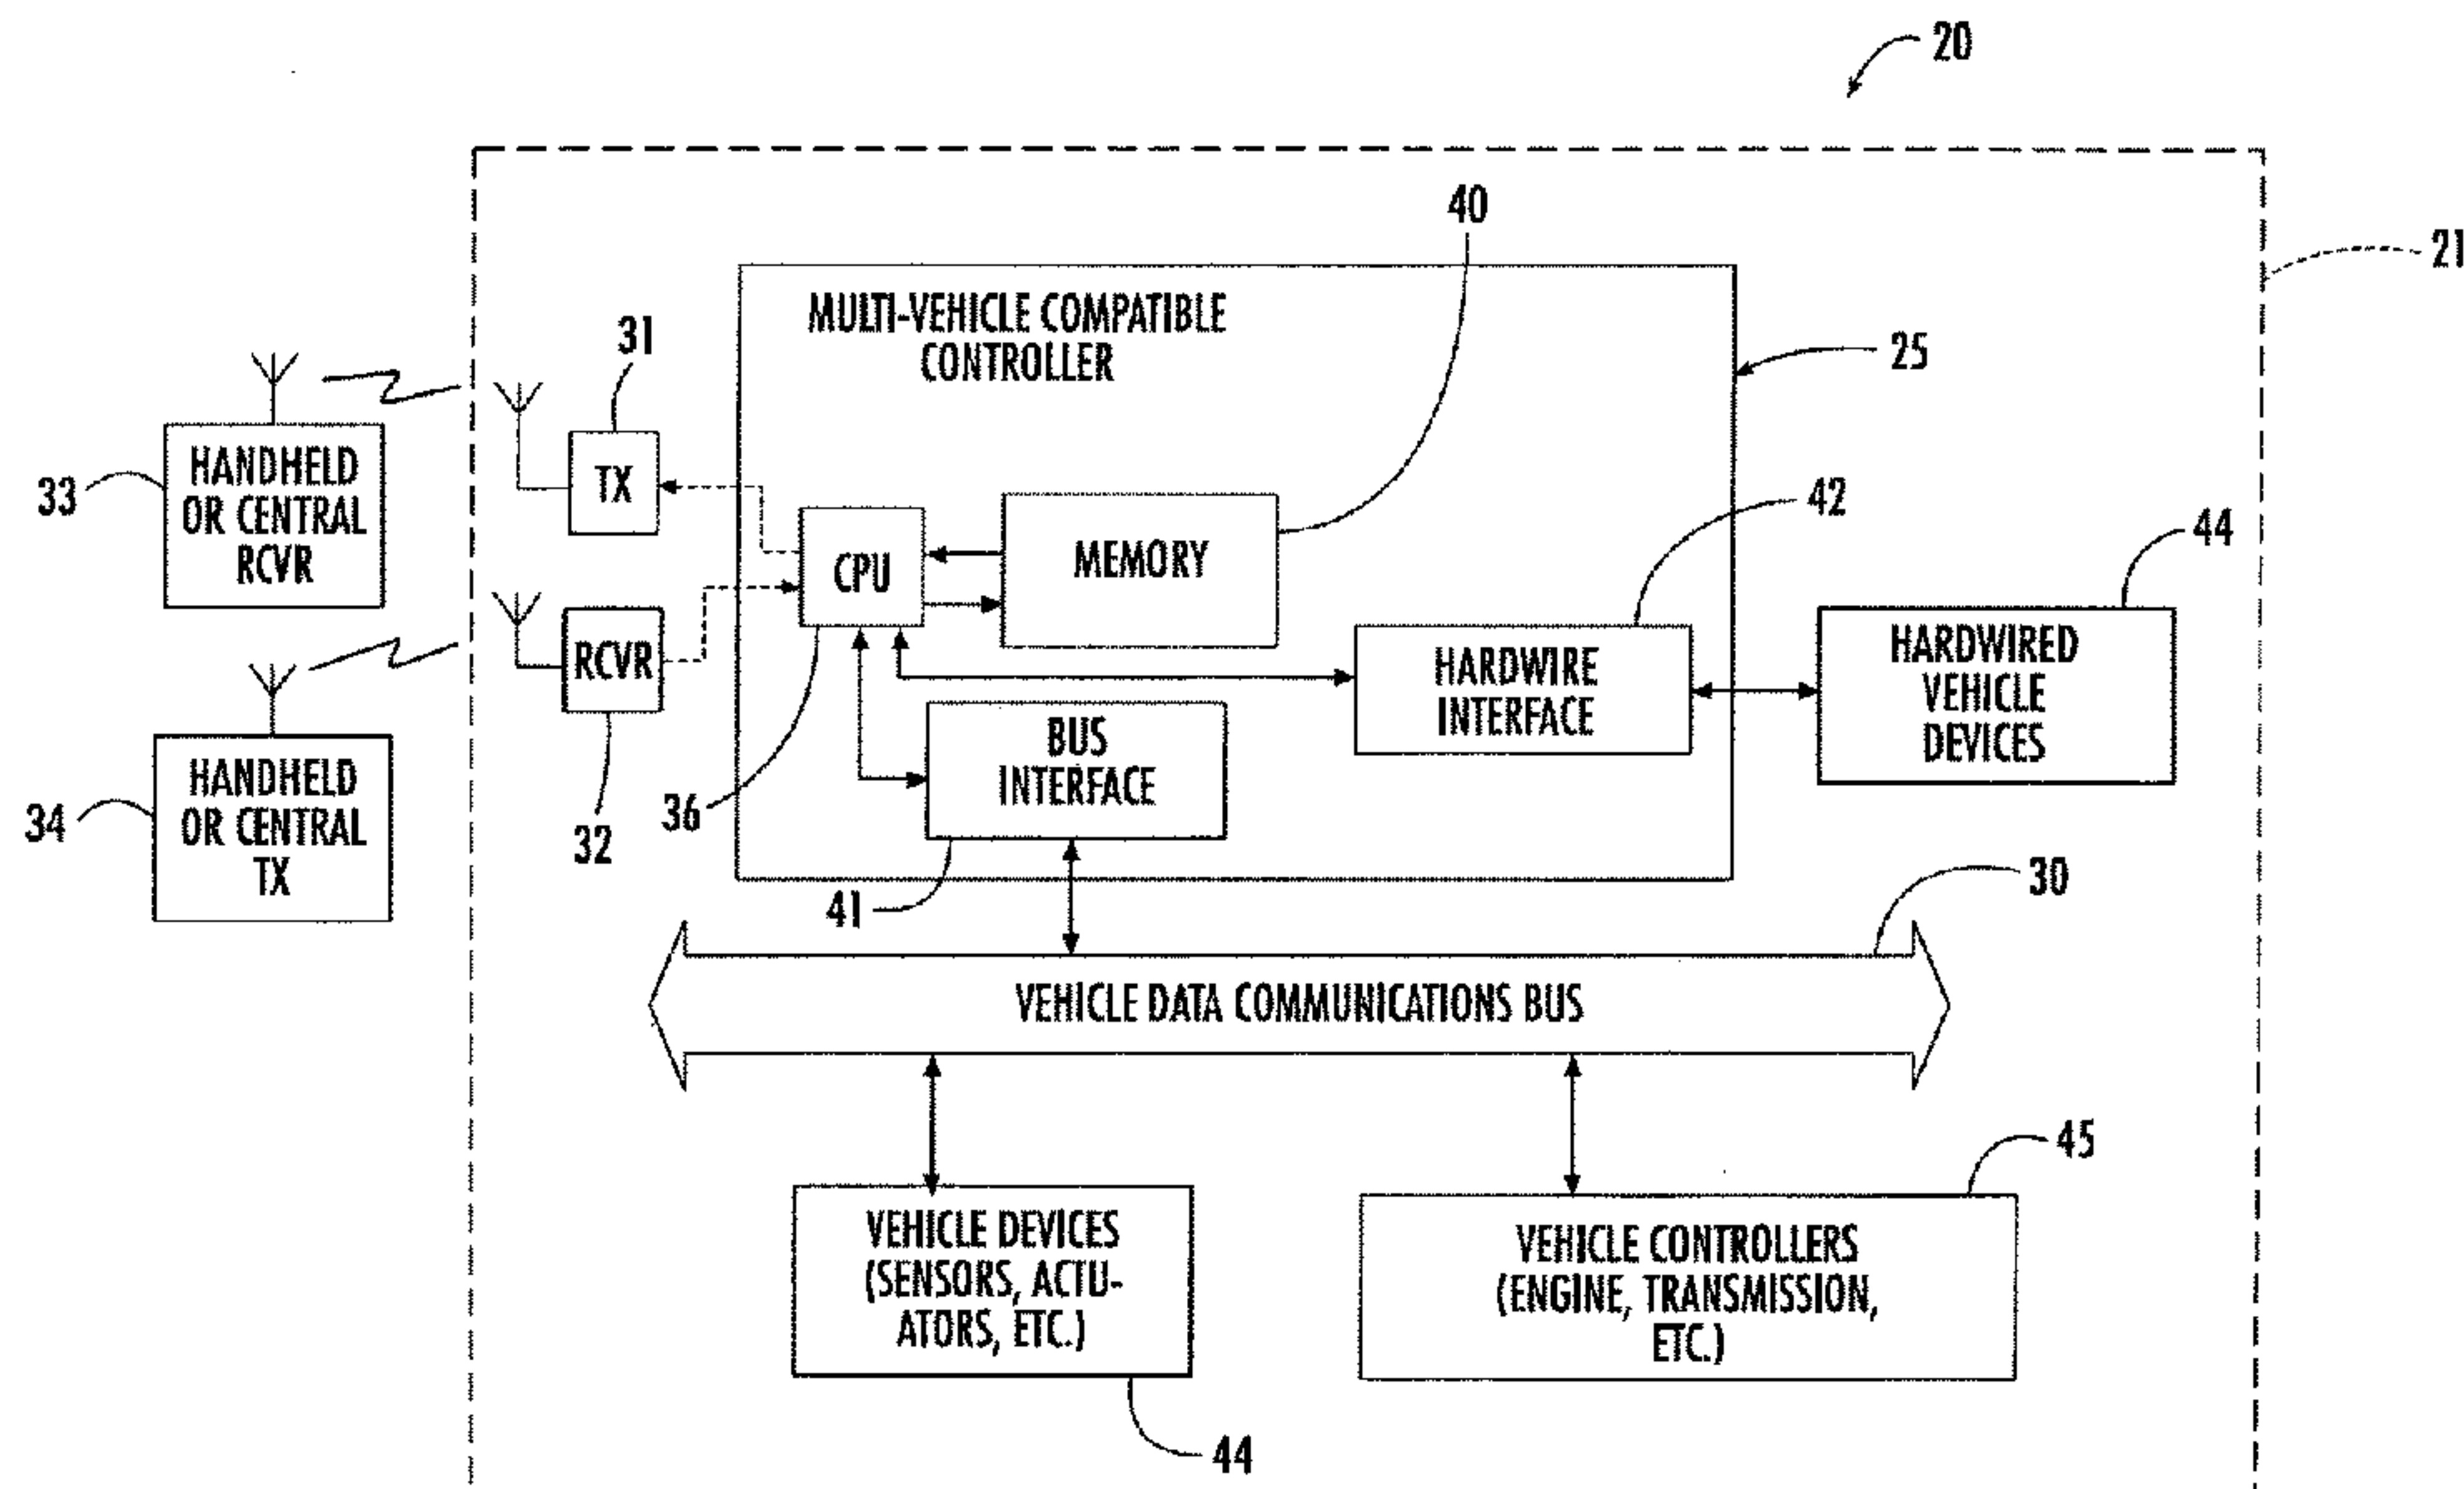 20
21
40
MULTI-VEHICLE COMPATIBLE
CONTROLLER
25
31
TX
33
HANDHELD
OR CENTRAL
RCVR
CPU
MEMORY
42
44
RCVR
32
36
HARDWIRE
INTERFACE
HARDWIRED
VEHICLE
DEVICES
34
HANDHELD
OR CENTRAL
TX
BUS
INTERFACE
41
30
VEHICLE DATA COMMUNICATIONS BUS
45
VEHICLE DEVICES
(SENSORS, ACTU-
ATORS, ETC.)
44
VEHICLE CONTROLLERS
(ENGINE, TRANSMISSION,
ETC.)